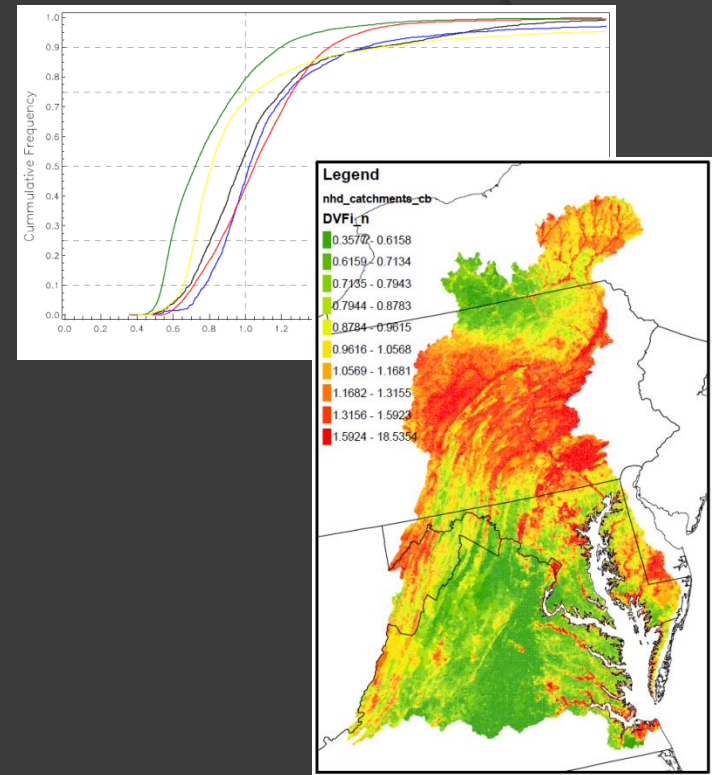 1.0
0.9
0.8
0.7
0.6
0.5
0.4
0.3
0.2
0.1
0.0
Cummulative Frequency
0.0 0.2 0.4 0.6 0.8 1.0 1.2
Legend
nhd_catchments_cb
DVFi_n
0.3577 - 0.6158
0.6159 - 0.7134
0.7135 - 0.7943
0.7944 - 0.8783
0.8784 - 0.9615
0.9616 - 1.0568
1.0569 - 1.1681
1.1682 - 1.3155
1.3156 - 1.5923
1.5924 - 18.5354